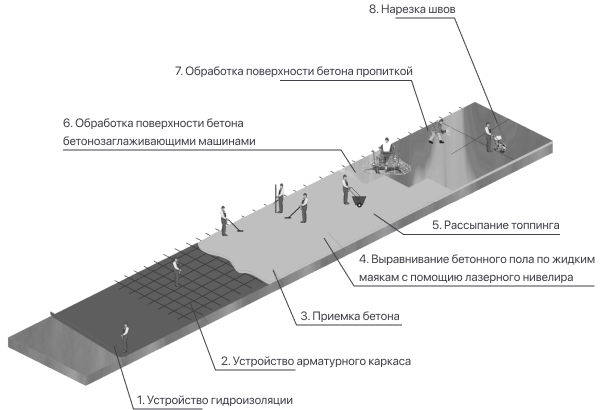 8. Нарезка швов
7. Обработка поверхности бетона пропиткой
6. Обработка поверхности бетона
бетонозаглаживающими машинами
5. Рассыпание топпинга
4. Выравнивание бетонного пола по жидким
маякам с помощию лазерного нивелира
3. Приемка бетона
2. Устройство арматурного каркаса
1. Устройство гидроизоляции